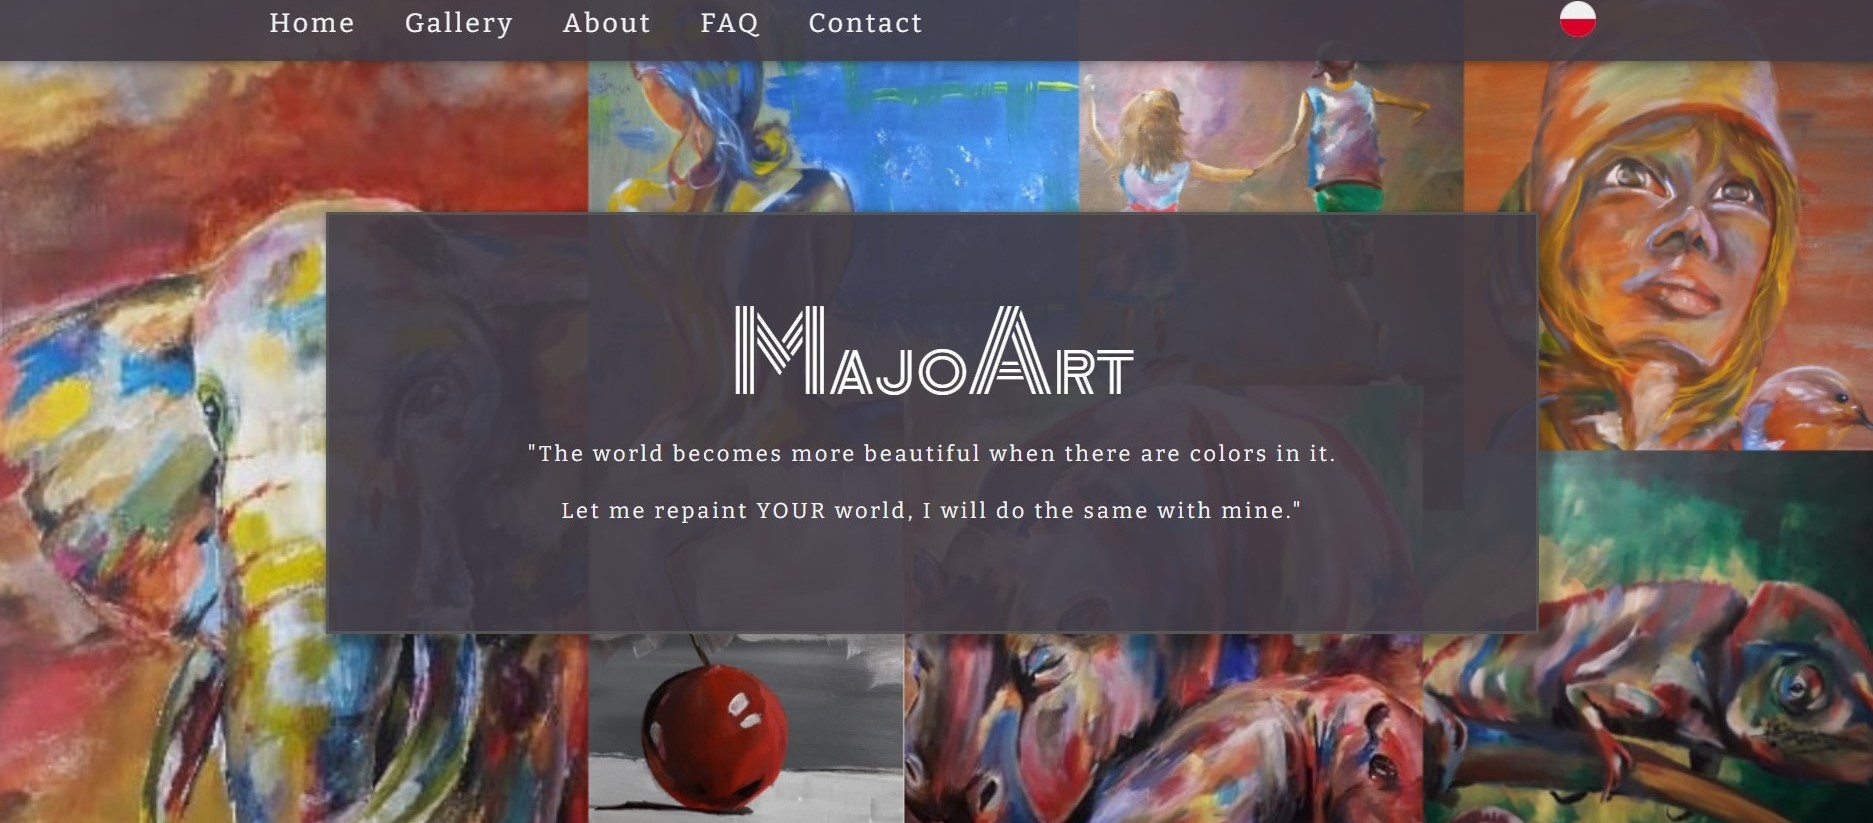 Home Gallery About FAQ Contact
MajoArt
"The world becomes more beautiful when there are colors in it.
Let me repaint YOUR world, I will do the same with mine."